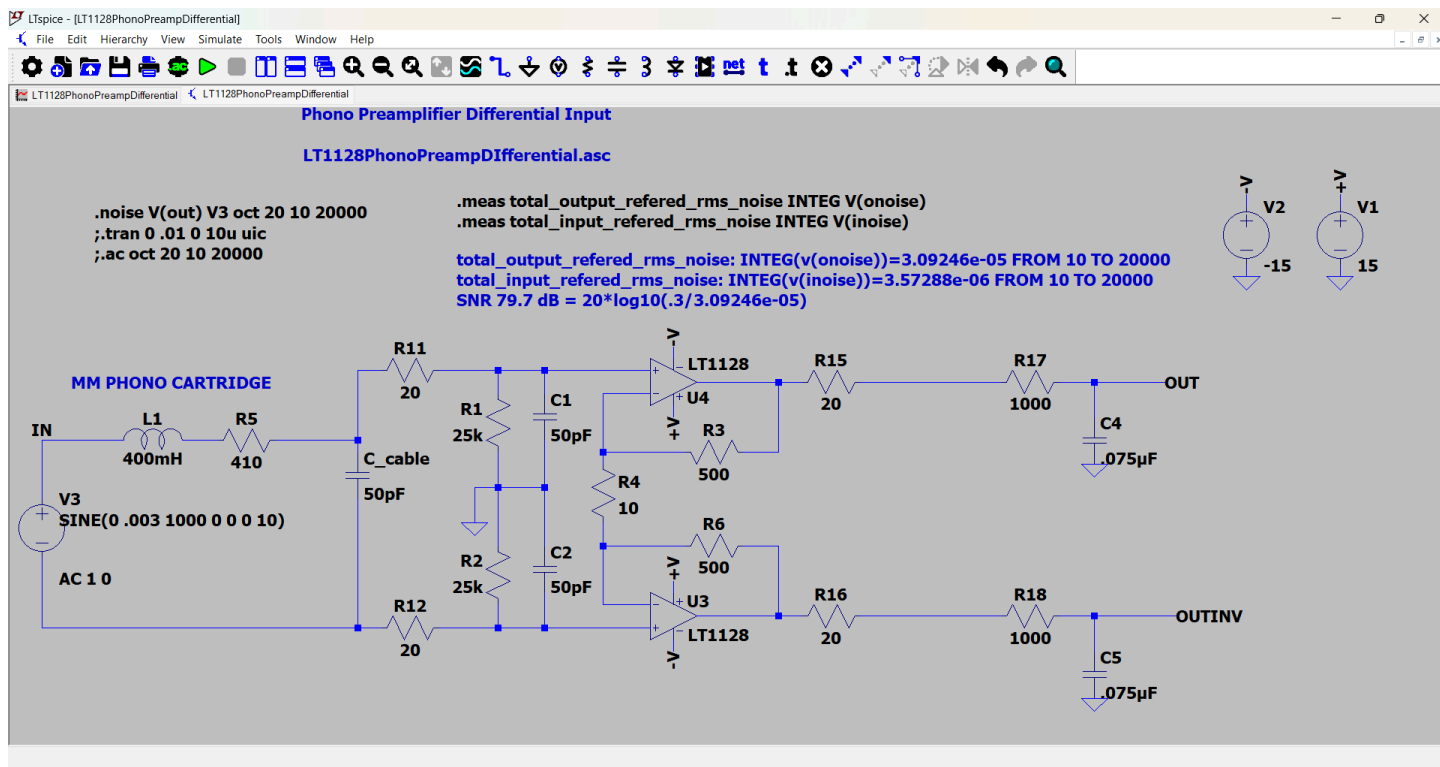 LTspice - [LT1128PhonoPreampDifferential]
File Edit Hierarchy View Simulate Tools Window Help
LT1128PhonoPreampDifferential LT1128PhonoPreampDifferential
Phono Preamplifier Differential Input
LT1128PhonoPreampDIfferential.asc
.noise V(out) V3 oct 20 10 20000
;.tran 0 .01 0 10u uic
;.ac oct 20 10 20000
.meas total_output_refered_rms_noise INTEG V(onoise)
.meas total_input_refered_rms_noise INTEG V(inoise)
total_output_refered_rms_noise: INTEG(v(onoise))=3.09246e-05 FROM 10 TO 20000
total_input_refered_rms_noise: INTEG(v(inoise))=3.57288e-06 FROM 10 TO 20000
SNR 79.7 dB = 20*log10(.3/3.09246e-05)
-V
V2
-15
+V
V1
15
MM PHONO CARTRIDGE
IN
L1
400mH
R5
410
V3
SINE(0 .003 1000 0 0 0 10)
AC 1 0
C_cable
50pF
R11
20
R1
25k
C1
50pF
R2
25k
C2
50pF
R12
20
-V
LT1128
U4
+V
R3
500
R4
10
R6
500
+V
U3
LT1128
-V
R15
20
R17
1000
OUT
C4
.075µF
R16
20
R18
1000
OUTINV
C5
.075µF